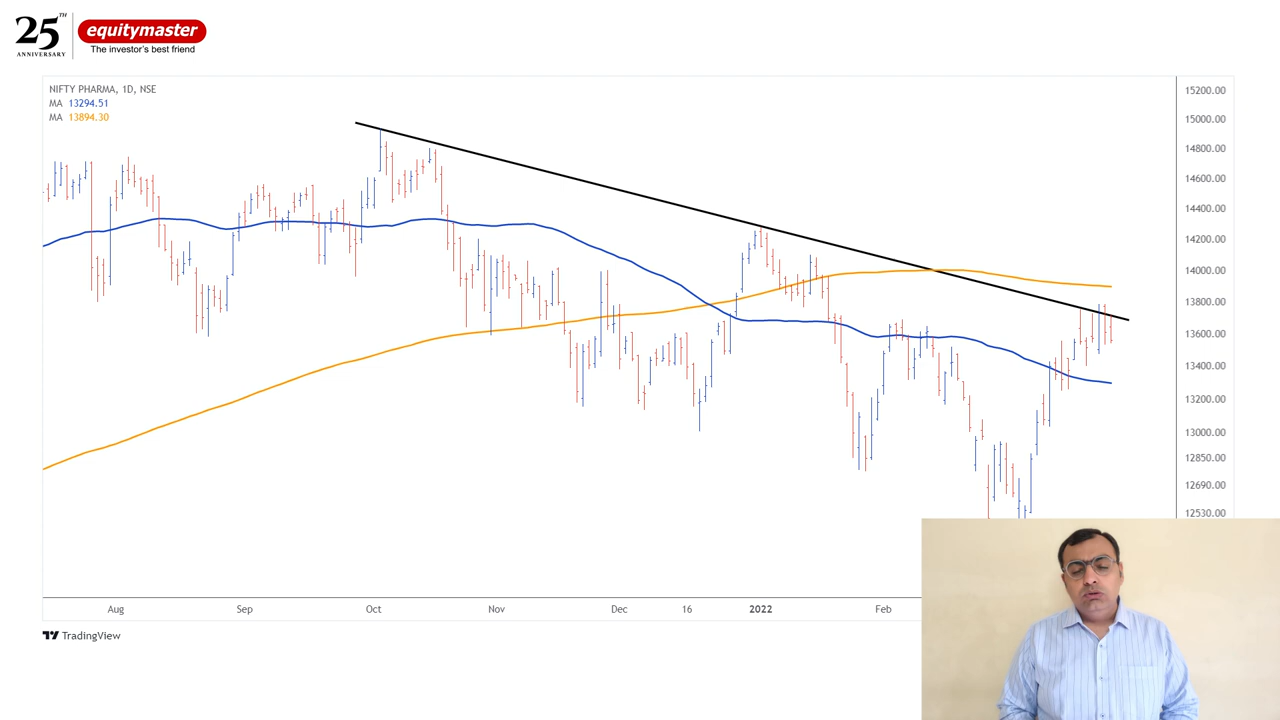 25TH
ANNIVERSARY
equitymaster
The investor's best friend
NIFTY PHARMA, 1D, NSE
MA 13294.51
MA 13894.30
15200.00
15000.00
14800.00
14600.00
14400.00
14200.00
14000.00
13800.00
13600.00
13400.00
13200.00
13000.00
12850.00
12690.00
12530.00
Aug Sep Oct Nov Dec 16 2022 Feb
TradingView